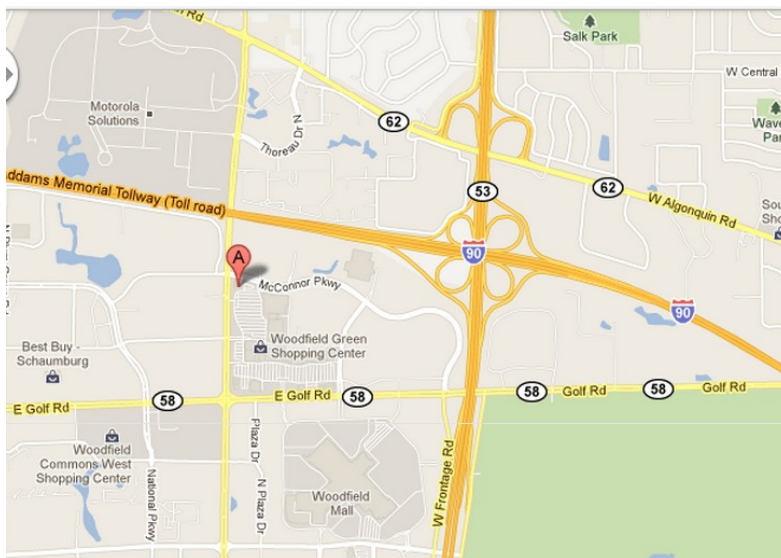 Golf Rd
Salk Park
W Central
Motorola
Solutions
62
Wav
Par
Thoreau Dr N
62
53
W Algonquin Rd
ddams Memorial Tollway (Toll road)
Sou
S
90
A
McConnor Pkwy
90
Best Buy -
Schaumburg
Woodfield Green
Shopping Center
58
Golf Rd
58
Golf Rd
E Golf Rd
58
E Golf Rd
58
Woodfield
Commons West
Shopping Center
National Pkwy
Plaza Dr
N Plaza Dr
Woodfield
Mall
W Frontage Rd